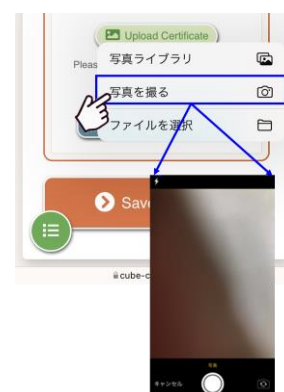 Upload Certificate
Pleas
写真ライブラリ
写真を撮る
ファイルを選択
Sav
cube-c
写真
キャンセル